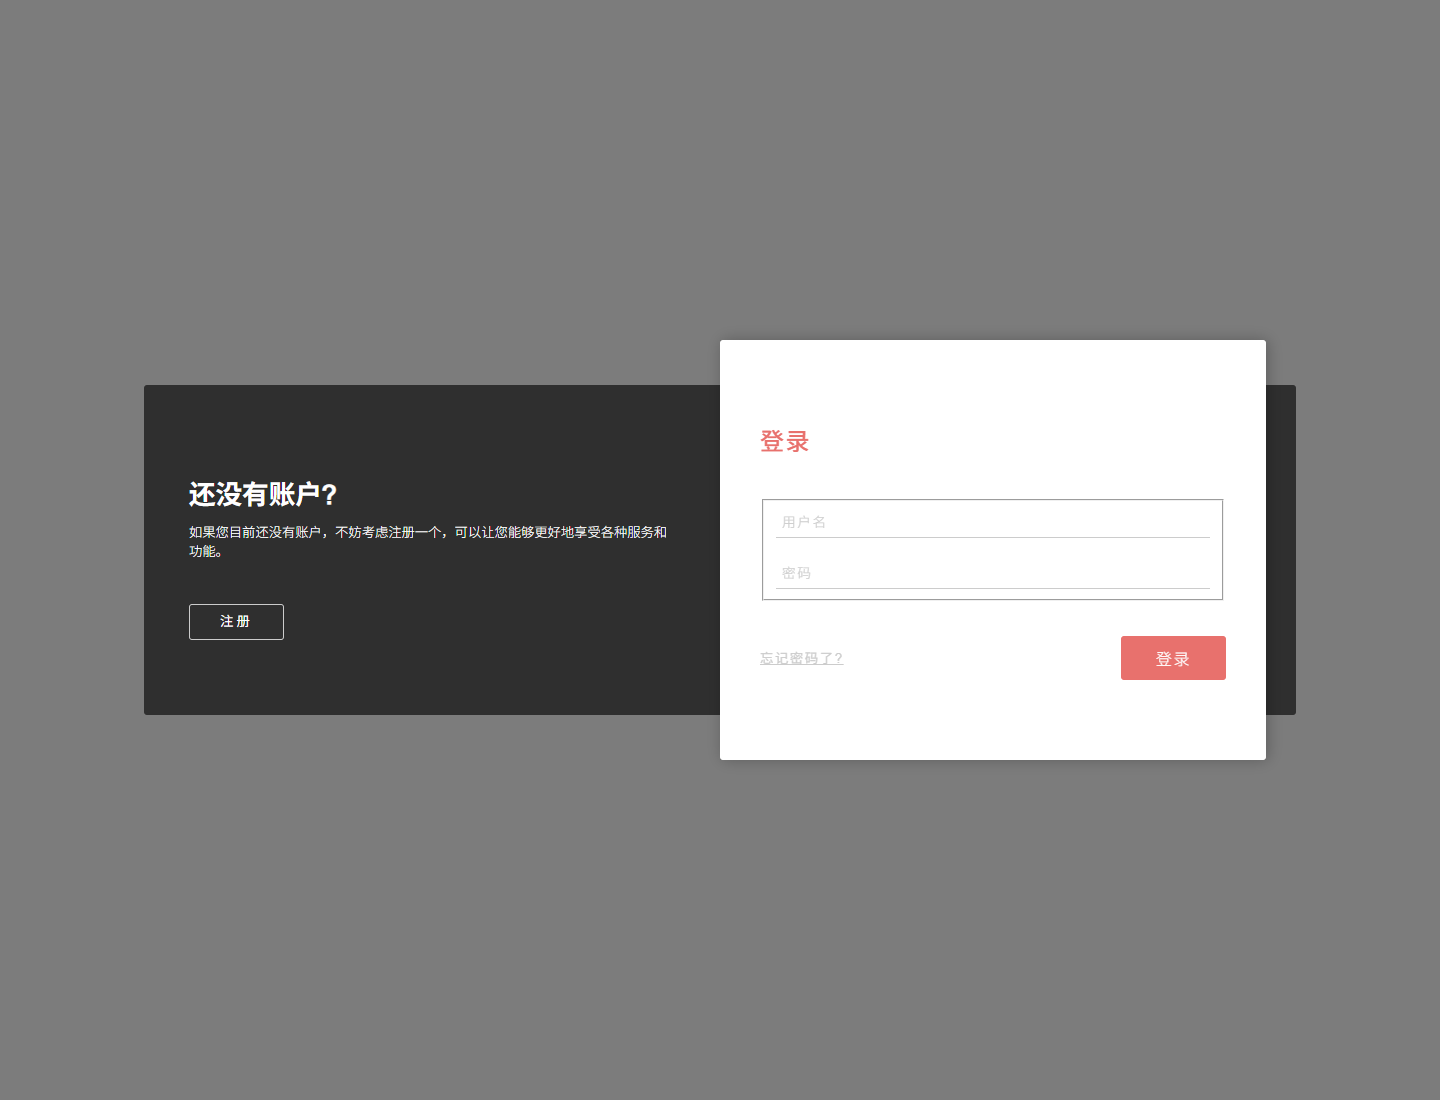 还没有账户?
如果您目前还没有账户，不妨考虑注册一个，可以让您能够更好地享受各种服务和
功能。
注册
登录
用户名
密码
忘记密码了?
登录